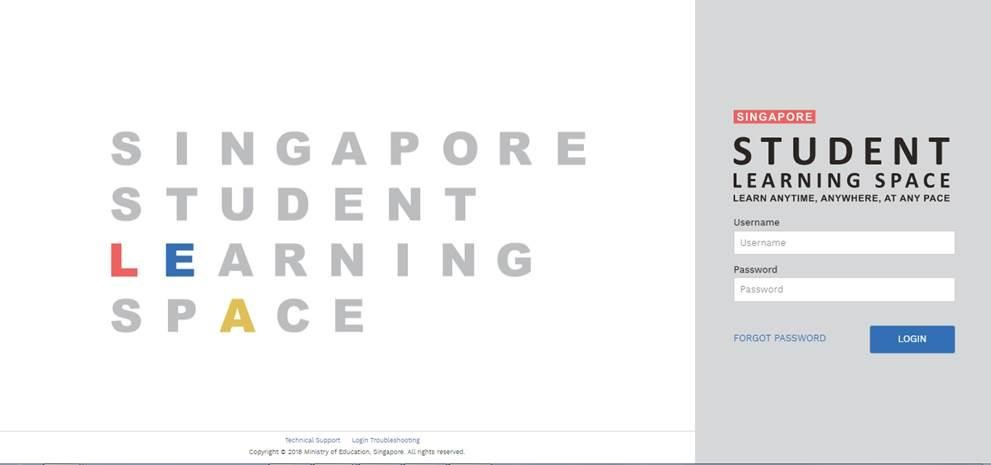 SINGAPORE
STUDENT
LEARNING
SPACE
Technical Support Login Troubleshooting
Copyright © 2018 Ministry of Education, Singapore. All rights reserved.
SINGAPORE
STUDENT
LEARNING SPACE
LEARN ANYTIME, ANYWHERE, AT ANY PACE
Username
Username
Password
Password
FORGOT PASSWORD LOGIN